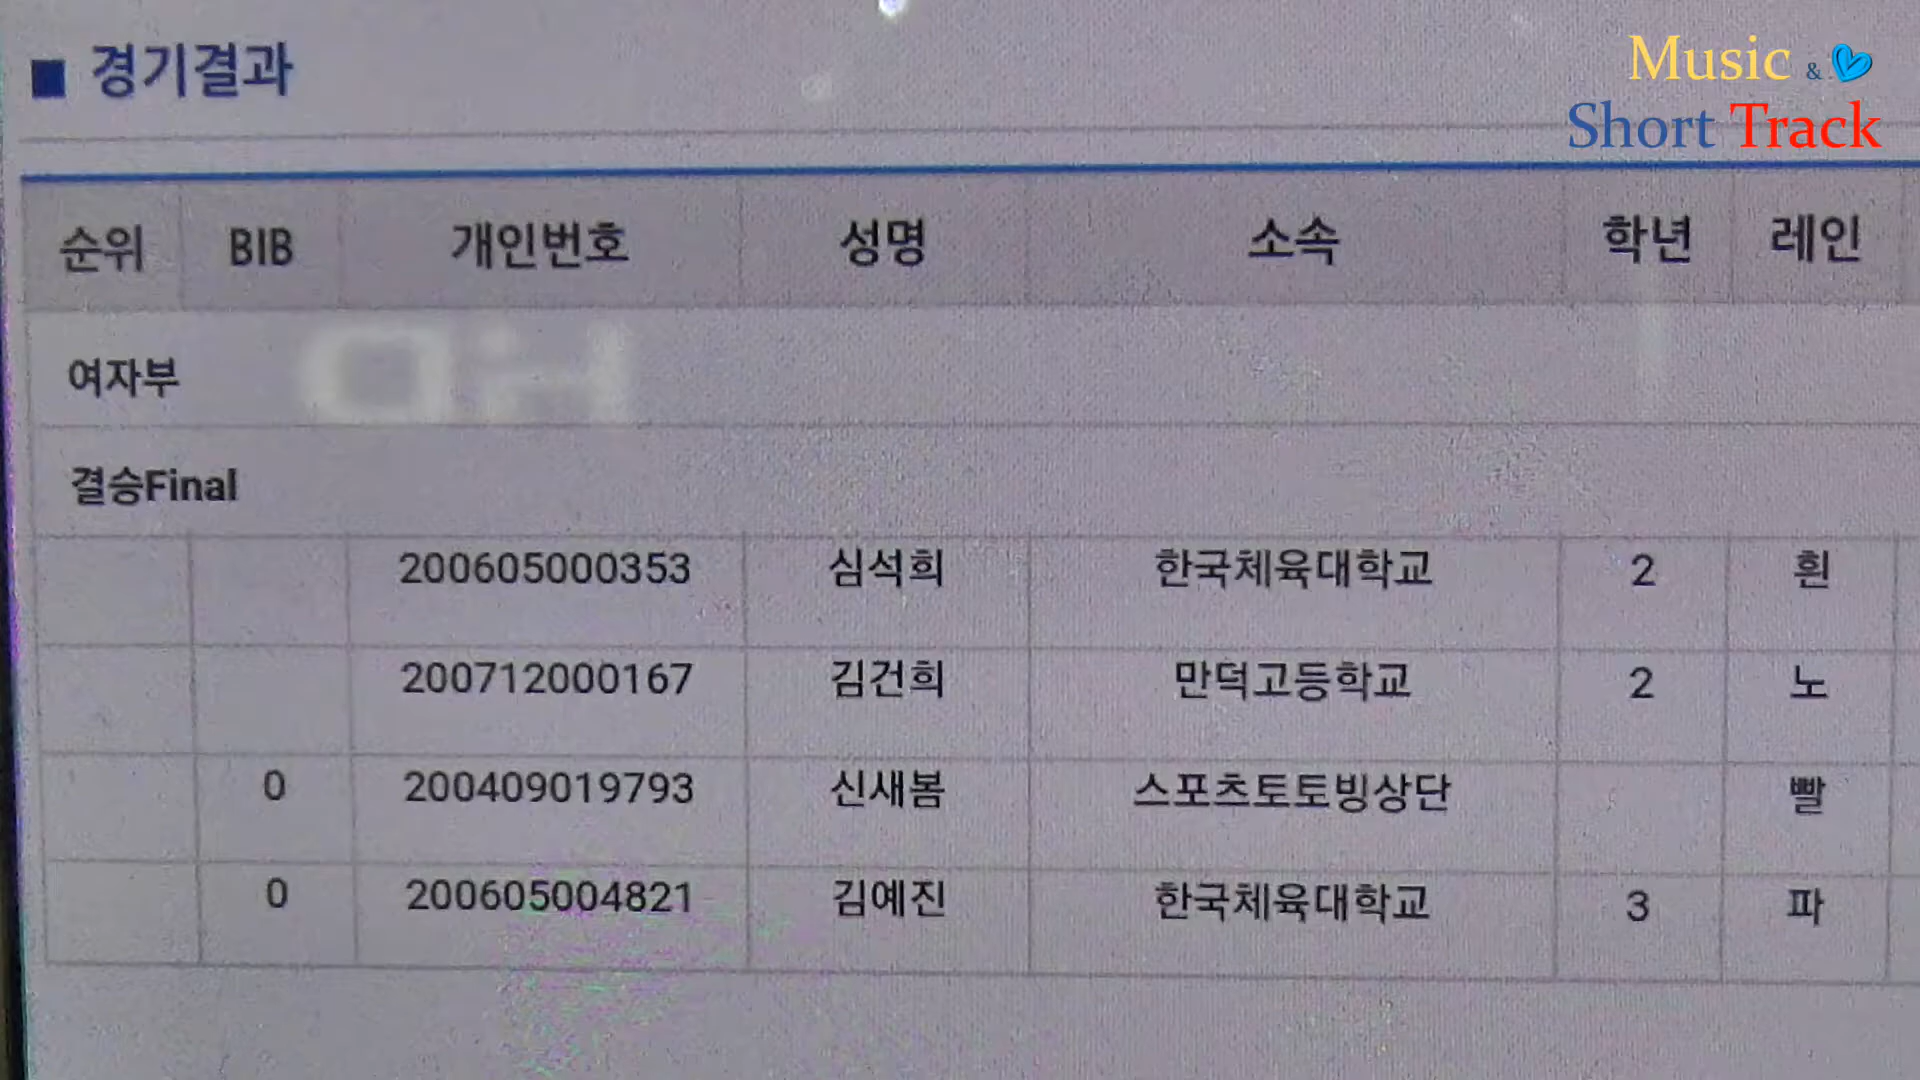 ■ 경기결과
Music &
Short Track
순위 BIB 개인번호 성명 소속 학년 레인
여자부
결승Final
200605000353 심석희 한국체육대학교 2 흰
200712000167 김건희 만덕고등학교 2 노
0 200409019793 신새봄 스포츠토토빙상단 빨
0 200605004821 김예진 한국체육대학교 3 파